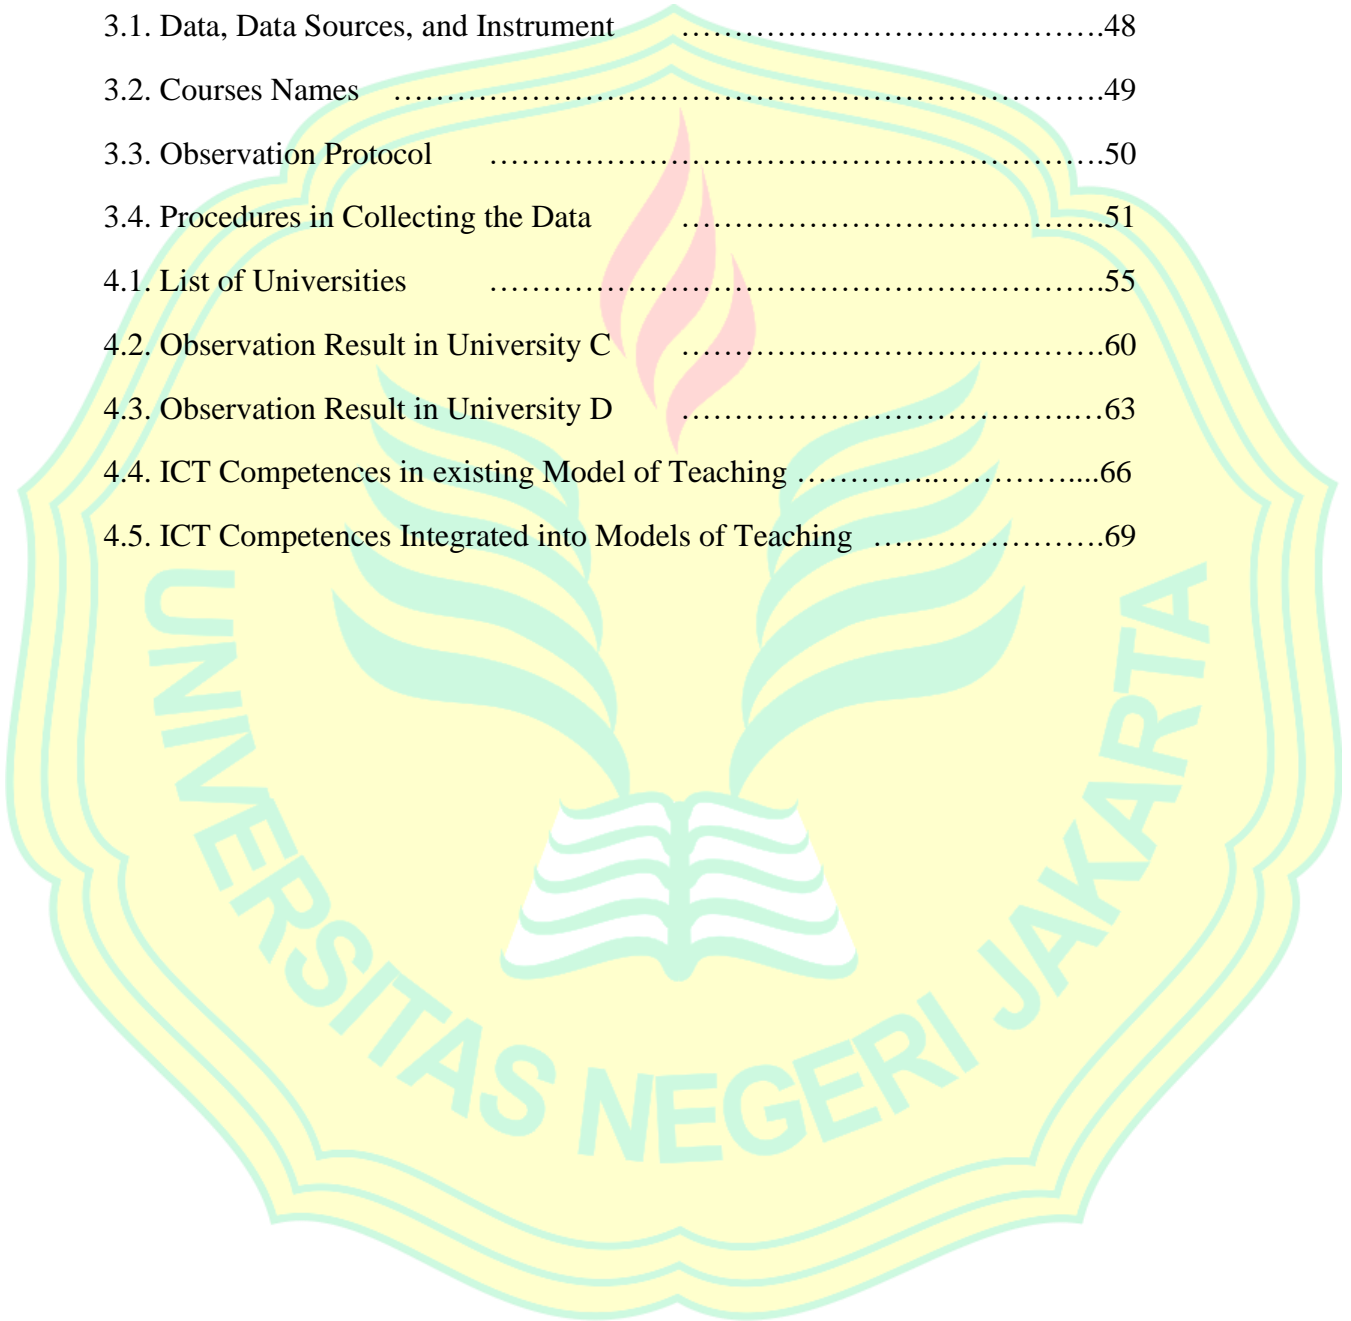 3.1. Data, Data Sources, and Instrument ………………………………….48
3.2. Courses Names ………………………………………………………….49
3.3. Observation Protocol ………………………………………………….50
3.4. Procedures in Collecting the Data ………………………………….51
4.1. List of Universities ………………………………………………….55
4.2. Observation Result in University C ………………………………….60
4.3. Observation Result in University D ……………………………….…63
4.4. ICT Competences in existing Model of Teaching …………..…………....66
4.5. ICT Competences Integrated into Models of Teaching ………………….69
UNIVERSITAS NEGERI JAKARTA